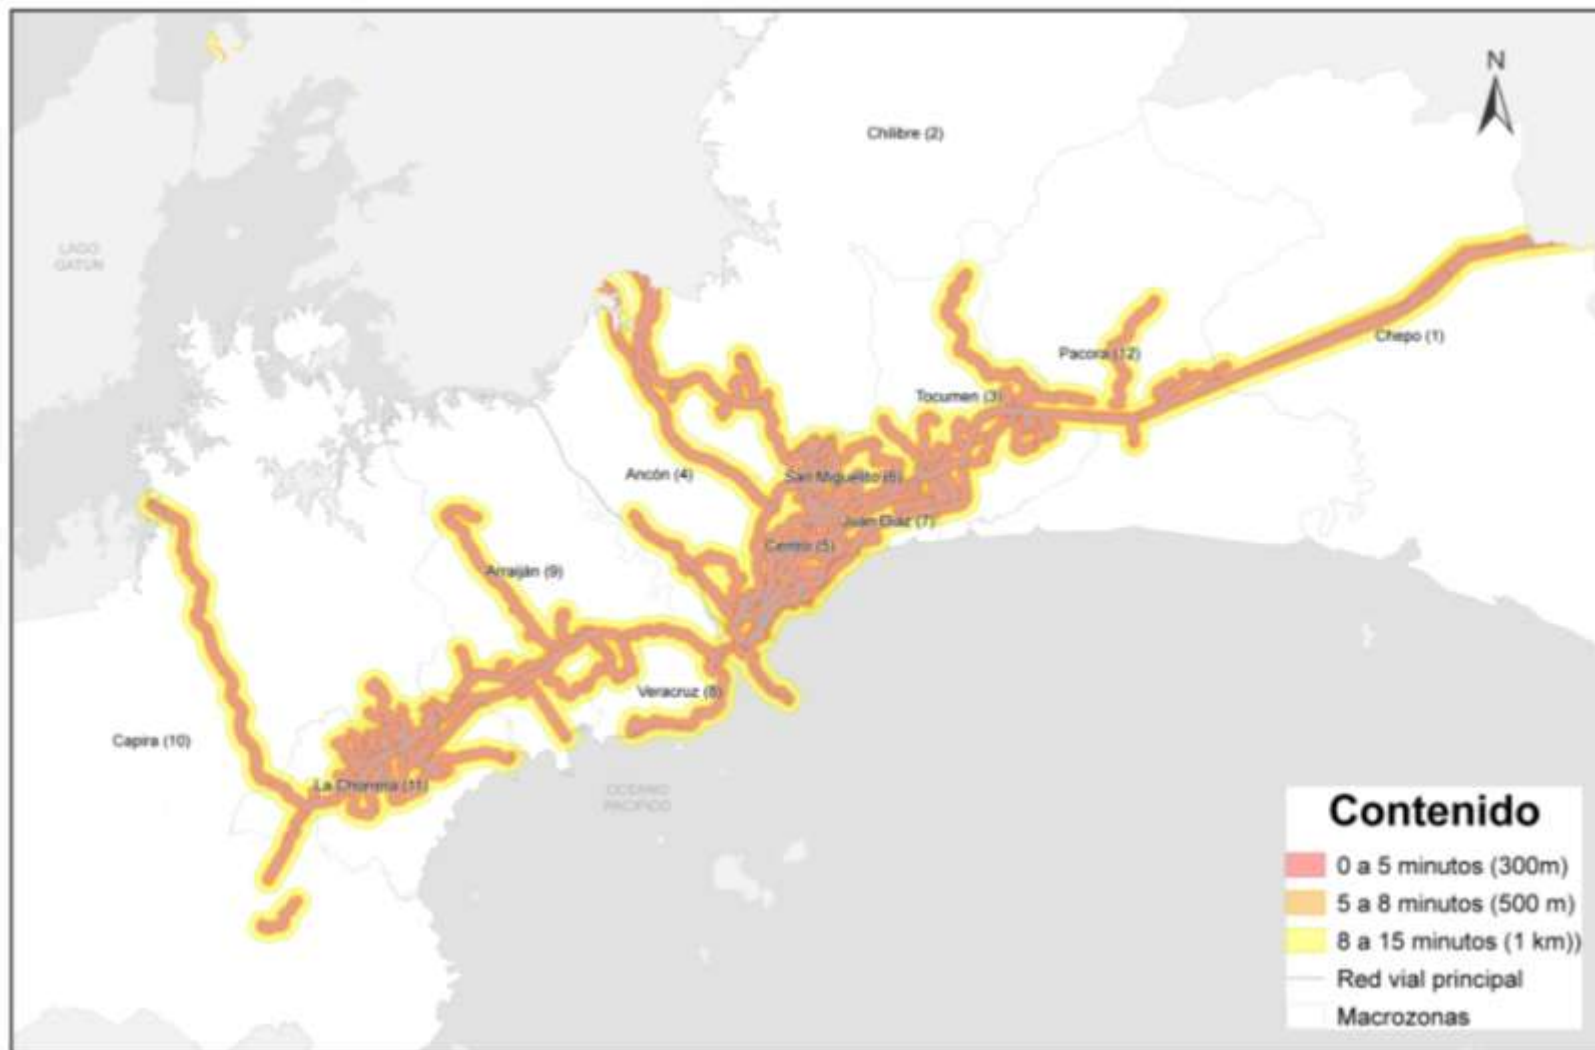 N
Chilibre (2)
LAGO
GATÚN
Chepo (1)
Pacora (12)
Tocumen (3)
Ancón (4)
San Miguelito (6)
Juan Díaz (7)
Centro (5)
Arraiján (9)
Veracruz (8)
Capira (10)
La Chorrera (11)
OCEANO
PACIFICO
Contenido
0 a 5 minutos (300m)
5 a 8 minutos (500 m)
8 a 15 minutos (1 km))
Red vial principal
Macrozonas